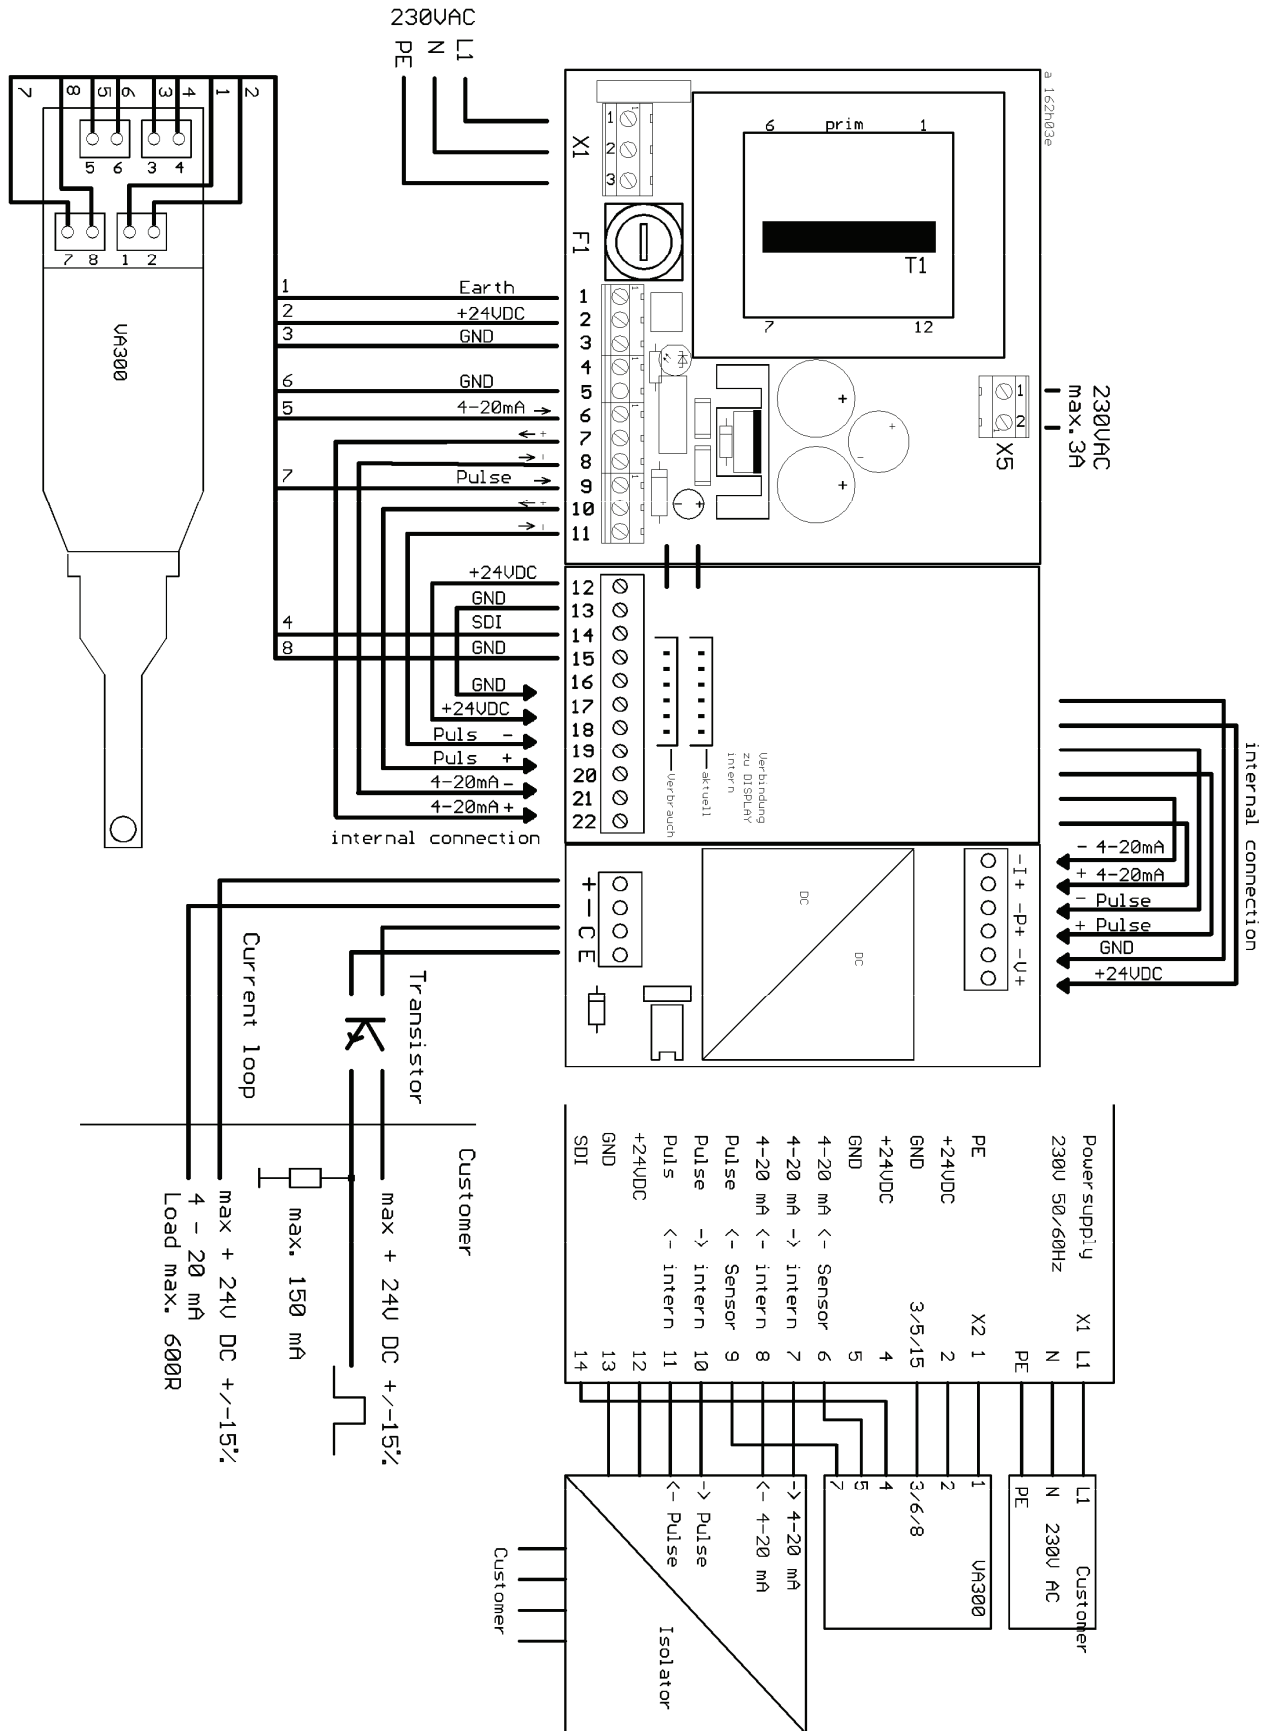 230VAC
PE
N
L1
7
8
5
6
3
4
1
2
5
6
3
4
7
8
1
2
VA300
X1
1
2
3
F1
6 prim 1
T1
7 12
a 162h03e
1
2
X5
230VAC
max.3A
1 Earth 1
2 +24VDC 2
3 GND 3
4
6 GND 5
5 4-20mA → 6
← + 7
→ - 8
7 Pulse → 9
← + 10
→ - 11
+24VDC 12
GND 13
4 SDI 14
8 GND 15
GND 16
+24VDC 17
Puls - 18
Puls + 19
4-20mA - 20
4-20mA + 21
22
internal connection
Verbrauch
aktuell
Verbindung
zu DISPLAY
intern
internal connection
- 4-20mA
+ 4-20mA
- Pulse
+ Pulse
GND
+24VDC
-I+ -P+ -V+
DC
DC
+
-
C
E
Current loop
Transistor
Customer
max + 24V DC +/-15%
max. 150 mA
max + 24V DC +/-15%
4 - 20 mA
Load max. 600R
Powersupply X1 L1
230V 50/60Hz N
PE
PE X2 1
+24VDC 2
GND 3/5/15
+24VDC 4
GND 5
4-20 mA <- Sensor 6
4-20 mA -> intern 7
4-20 mA <- intern 8
Pulse <- Sensor 9
Pulse -> intern 10
Puls <- intern 11
+24VDC 12
GND 13
SDI 14
L1 Customer
N 230V AC
PE
1 VA300
2
3/6/8
4
5
7
-> 4-20 mA
<- 4-20 mA
-> Pulse
<- Pulse
Isolator
Customer